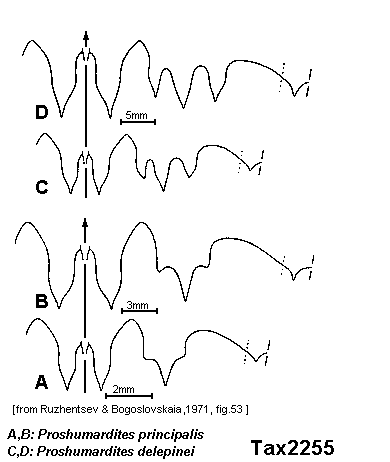 D
5mm
C
B
3mm
A
2mm
[from Ruzhentsev & Bogoslovskaia,1971, fig.53 ]
A,B: Proshumardites principalis
C,D: Proshumardites delepinei
Tax2255